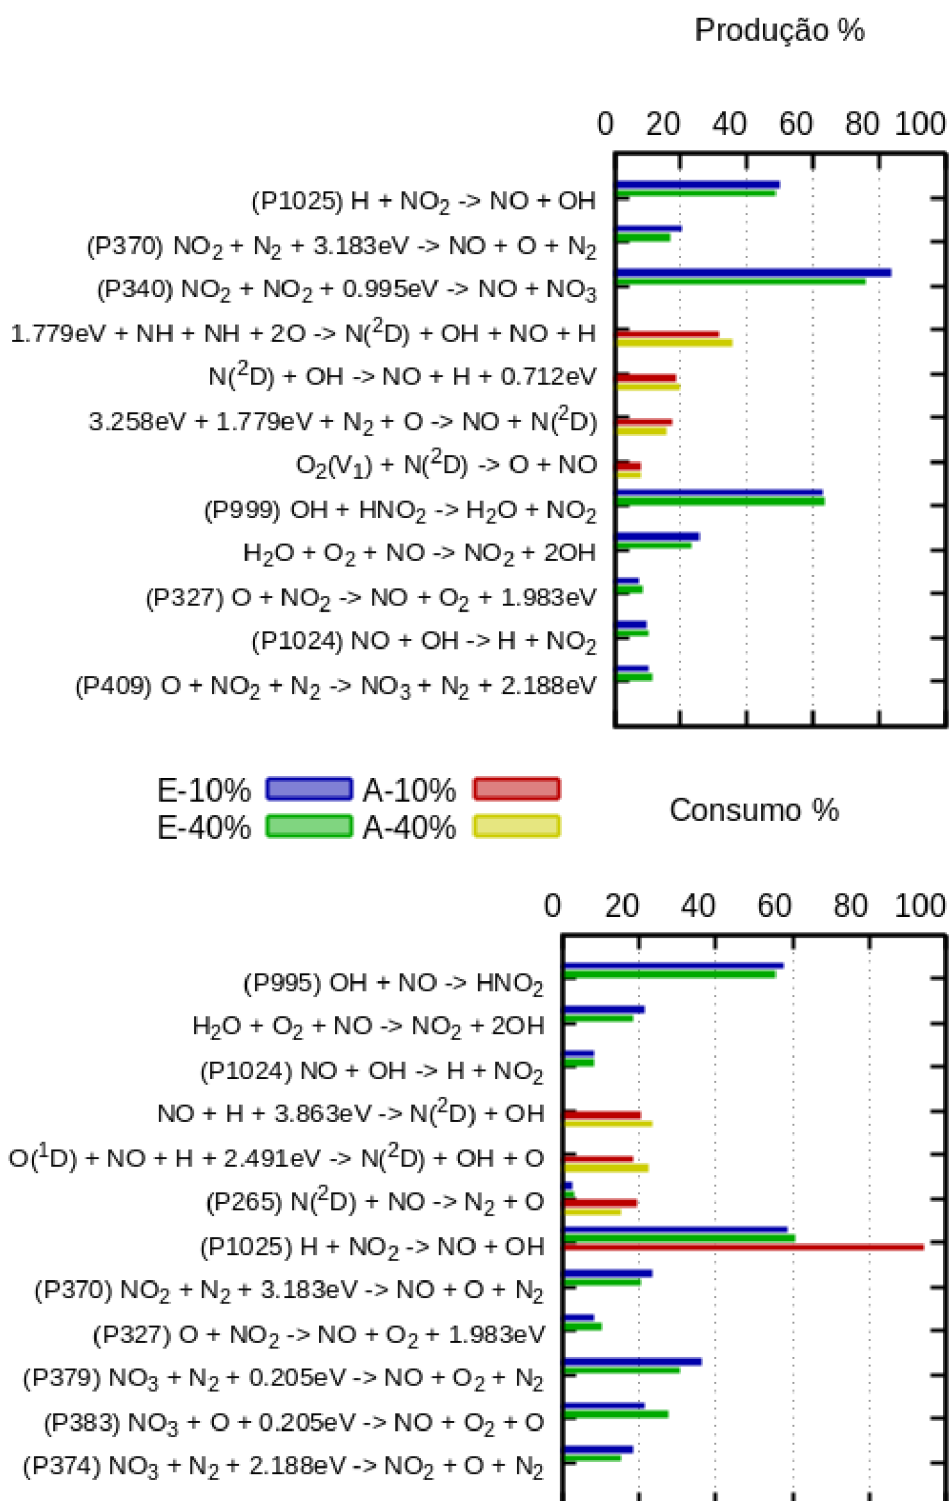 Produção %
0 20 40 60 80 100
(P1025) H + NO₂ -> NO + OH
(P370) NO₂ + N₂ + 3.183eV -> NO + O + N₂
(P340) NO₂ + NO₂ + 0.995eV -> NO + NO₃
1.779eV + NH + NH + 2O -> N(²D) + OH + NO + H
N(²D) + OH -> NO + H + 0.712eV
3.258eV + 1.779eV + N₂ + O -> NO + N(²D)
O₂(V₁) + N(²D) -> O + NO
(P999) OH + HNO₂ -> H₂O + NO₂
H₂O + O₂ + NO -> NO₂ + 2OH
(P327) O + NO₂ -> NO + O₂ + 1.983eV
(P1024) NO + OH -> H + NO₂
(P409) O + NO₂ + N₂ -> NO₃ + N₂ + 2.188eV
E-10% A-10%
E-40% A-40%
Consumo %
0 20 40 60 80 100
(P995) OH + NO -> HNO₂
H₂O + O₂ + NO -> NO₂ + 2OH
(P1024) NO + OH -> H + NO₂
NO + H + 3.863eV -> N(²D) + OH
O(¹D) + NO + H + 2.491eV -> N(²D) + OH + O
(P265) N(²D) + NO -> N₂ + O
(P1025) H + NO₂ -> NO + OH
(P370) NO₂ + N₂ + 3.183eV -> NO + O + N₂
(P327) O + NO₂ -> NO + O₂ + 1.983eV
(P379) NO₃ + N₂ + 0.205eV -> NO + O₂ + N₂
(P383) NO₃ + O + 0.205eV -> NO + O₂ + O
(P374) NO₃ + N₂ + 2.188eV -> NO₂ + O + N₂